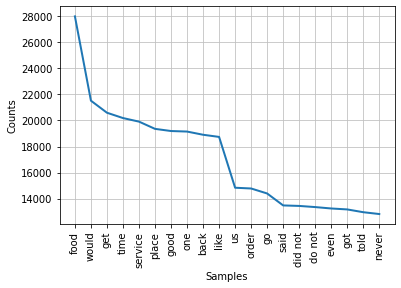 28000
26000
24000
22000
20000
18000
16000
14000
Counts
food
would
get
time
service
place
good
one
back
like
us
order
go
said
did not
do not
even
got
told
never
Samples